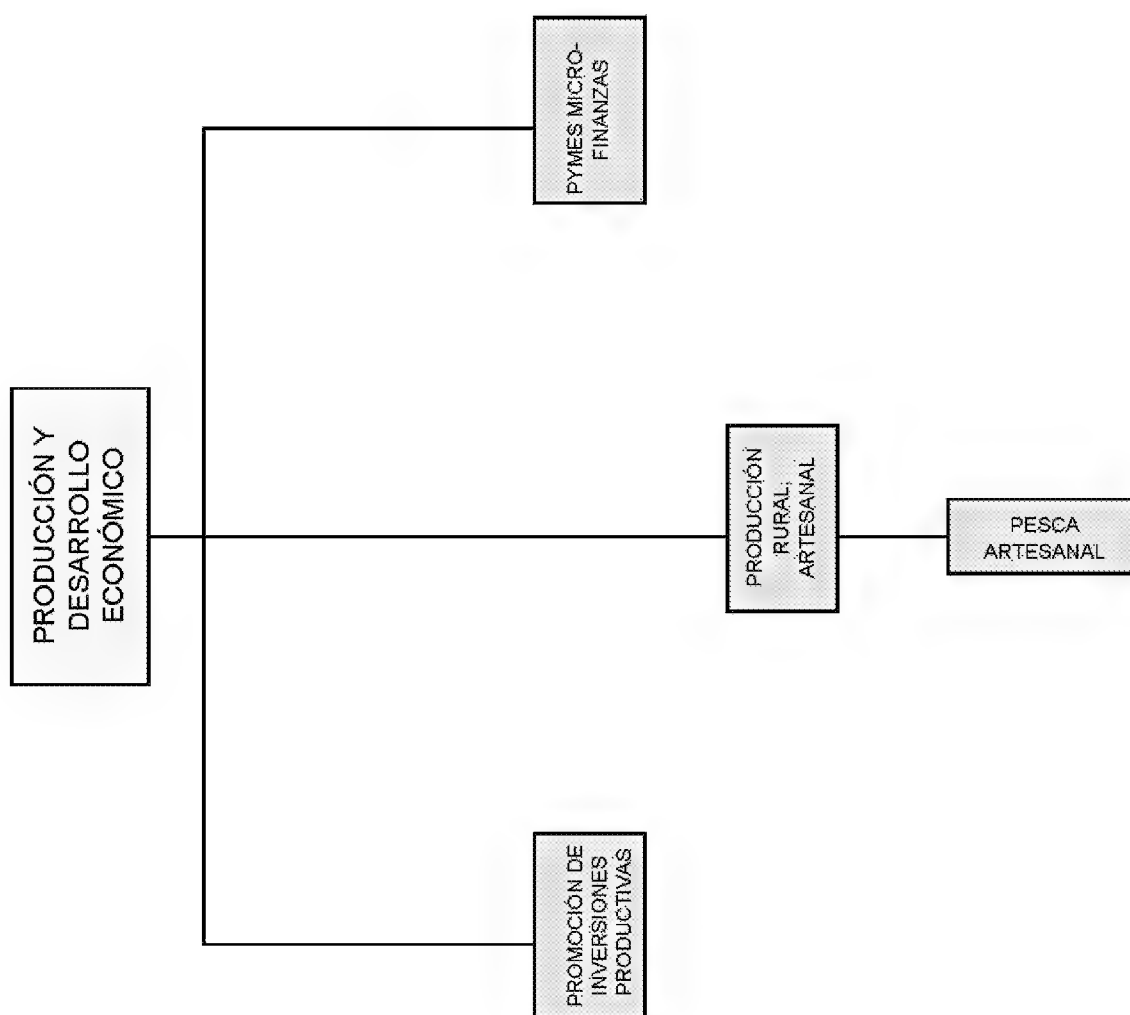 PRODUCCIÓN Y
DESARROLLO
ECONÓMICO
PROMOCIÓN DE
INVERSIONES
PRODUCTIVAS
PRODUCCIÓN
RURAL;
ARTESANAL
PYMES MICRO-
FINANZAS
PESCA
ARTESANAL